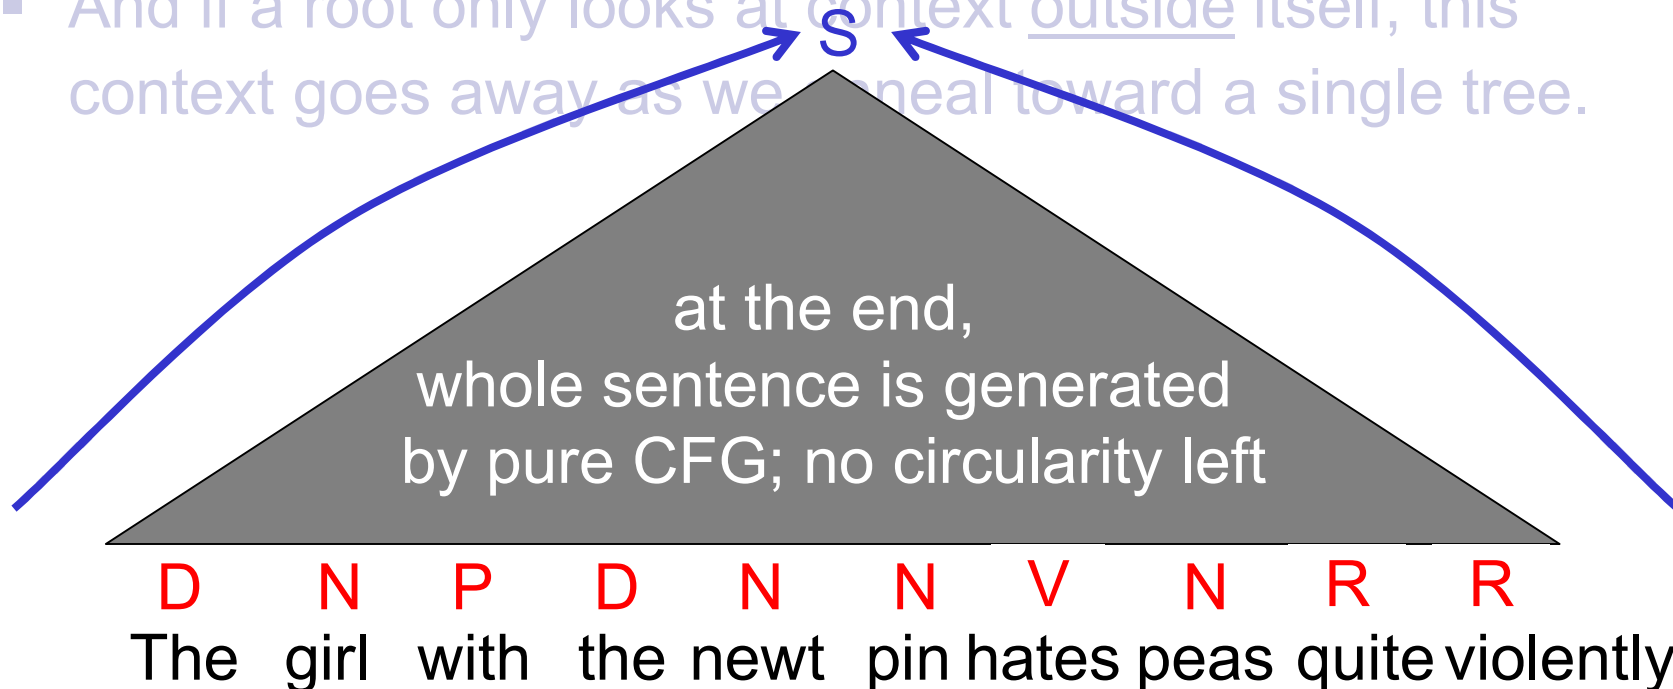 And if a root only looks at context outside itself, this
S
context goes away as we anneal toward a single tree.
at the end,
whole sentence is generated
by pure CFG; no circularity left
D N P D N N V N R R
The girl with the newt pin hates peas quite violently